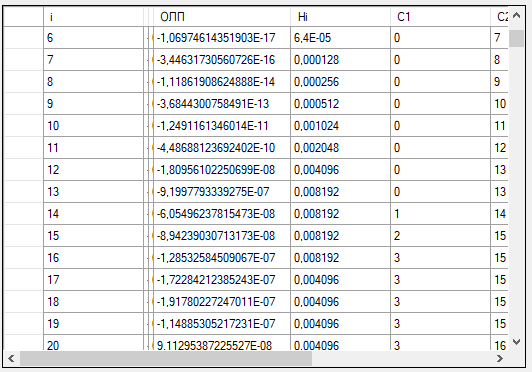 i ОЛП Hi C1 C2
6 -1,06974614351903E-17 6,4E-05 0 7
7 -3,44631730560726E-16 0,000128 0 8
8 -1,11861908624888E-14 0,000256 0 9
9 -3,6844300758491E-13 0,000512 0 10
10 -1,2491161346014E-11 0,001024 0 11
11 -4,48688123692402E-10 0,002048 0 12
12 -1,80956102250699E-08 0,004096 0 13
13 -9,1997793339275E-07 0,008192 0 13
14 -6,05496237815473E-08 0,008192 1 14
15 -8,94239030713173E-08 0,008192 2 15
16 -1,28532584509067E-07 0,008192 3 15
17 -1,72284212385243E-07 0,004096 3 15
18 -1,91780227247011E-07 0,004096 3 15
19 -1,14885305217231E-07 0,004096 3 15
20 9,11295387225527E-08 0,004096 3 16